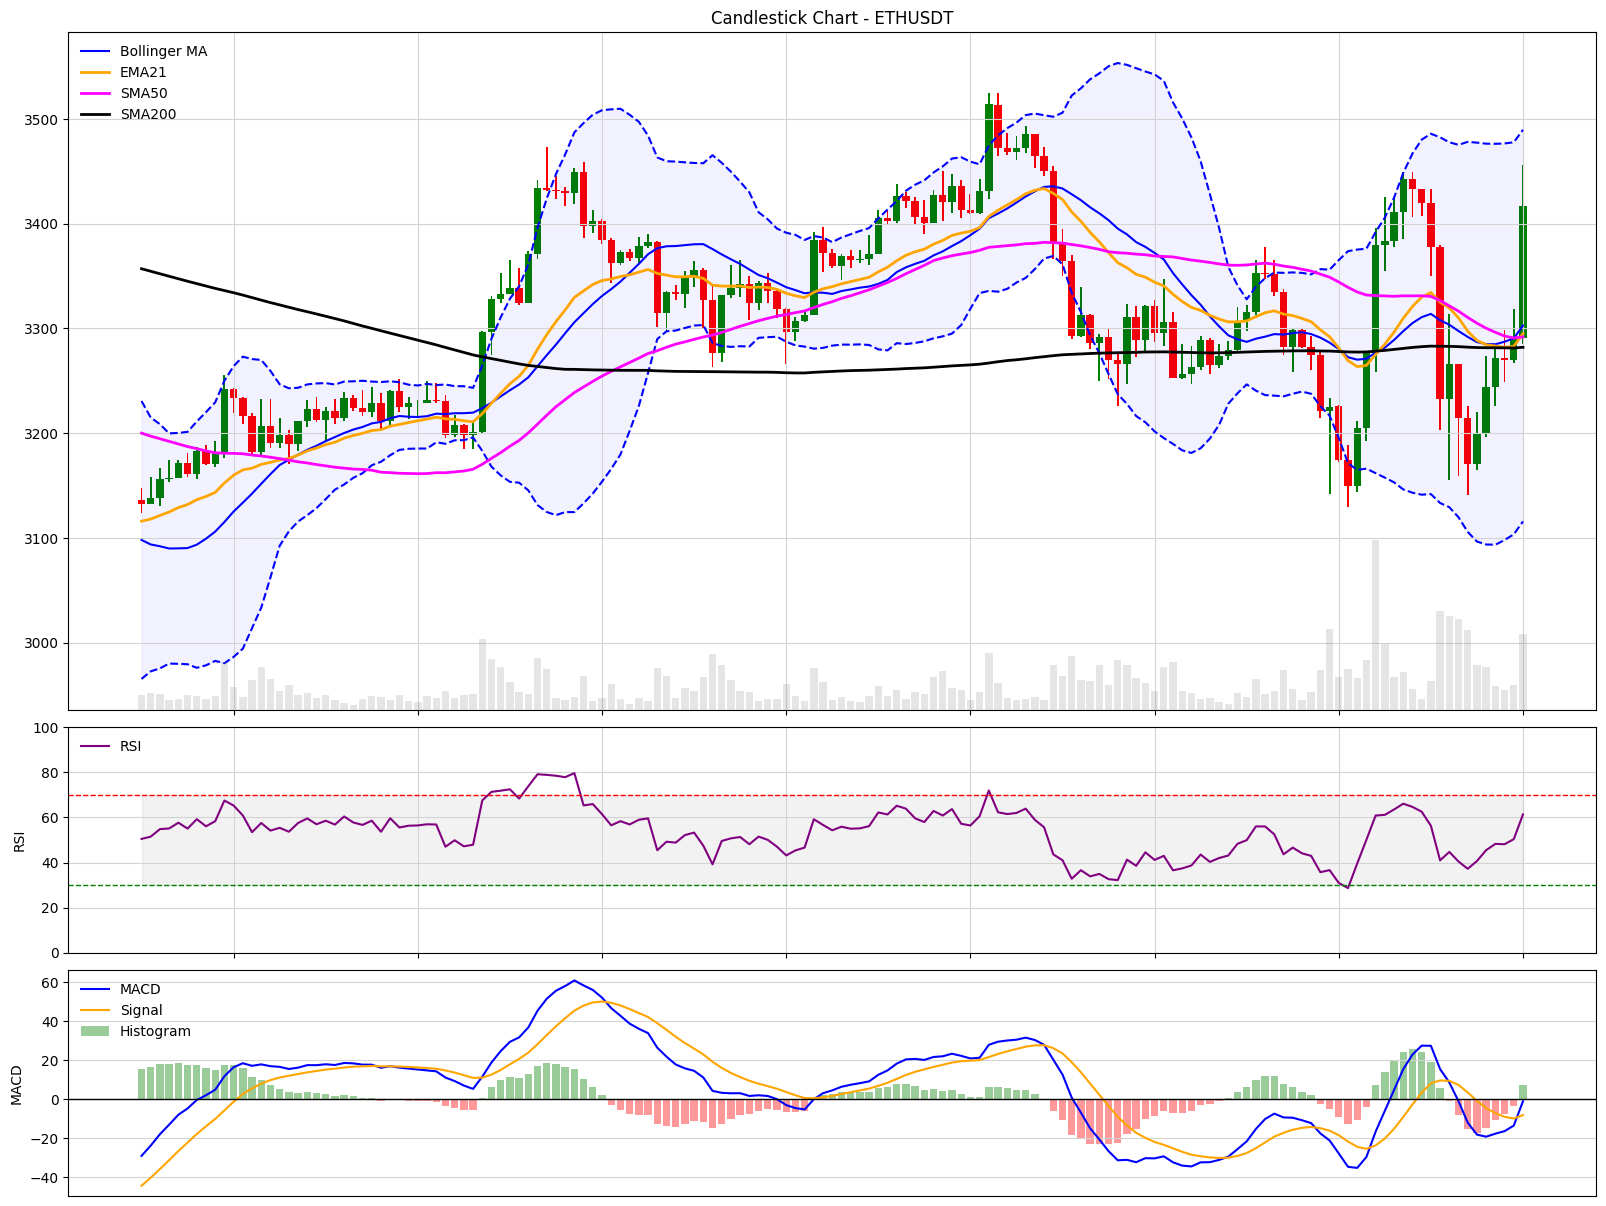 Candlestick Chart - ETHUSDT
Bollinger MA
EMA21
SMA50
SMA200
3500
3400
3300
3200
3100
3000
RSI
100
80
60
40
20
0
RSI
MACD
Signal
Histogram
60
40
20
0
−20
−40
MACD